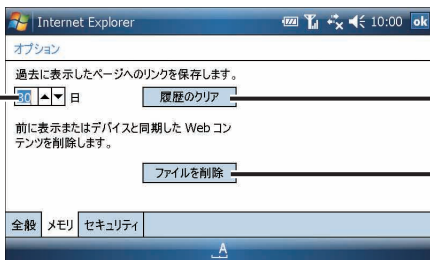 Internet Explorer 10:00 ok
オプション
過去に表示したページへのリンクを保存します。
30 日 履歴のクリア
前に表示またはデバイスと同期した Web コン
テンツを削除します。
ファイルを削除
全般 メモリ セキュリティ
A